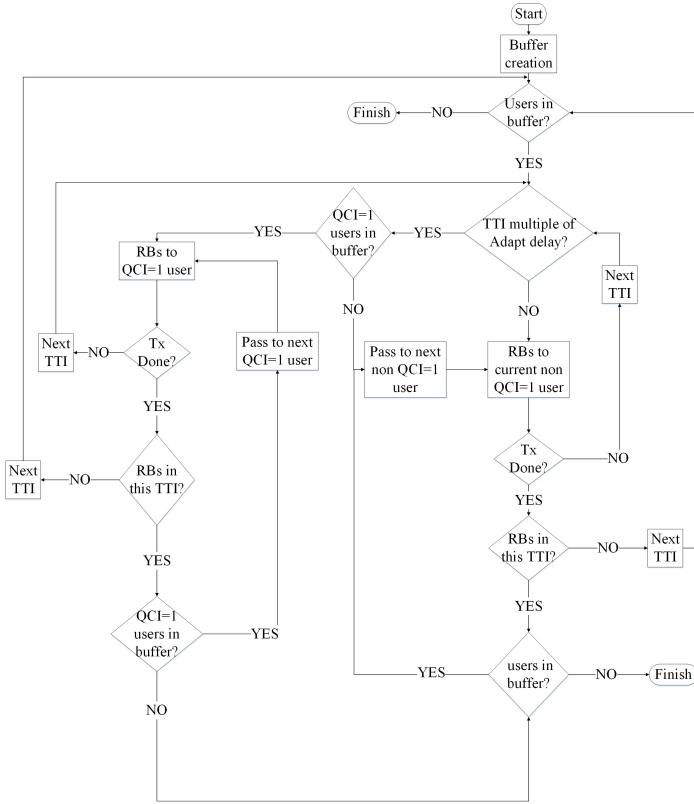 Start
Buffer
creation
Users in
buffer?
NO
Finish
YES
TTI multiple of
Adapt delay?
YES
QCI=1
users in
buffer?
YES
RBs to
QCI=1 user
Next
TTI
NO
NO
Next
TTI
NO
Tx
Done?
Pass to next
QCI=1 user
Pass to next
non QCI=1
user
RBs to
current non
QCI=1 user
YES
Tx
Done?
NO
Next
TTI
NO
RBs in
this TTI?
YES
RBs in
this TTI?
NO
Next
TTI
YES
YES
QCI=1
users in
buffer?
YES
users in
buffer?
YES
NO
Finish
NO